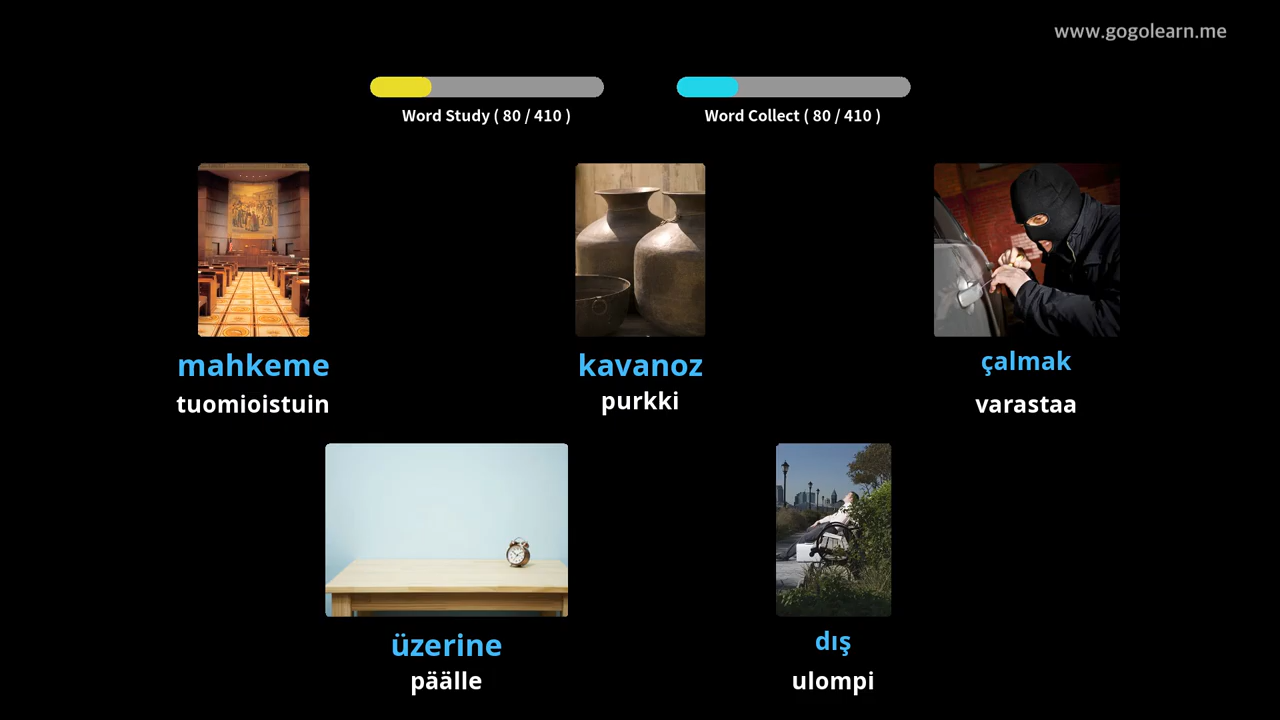 www.gogolearn.me
Word Study ( 80 / 410 )
Word Collect ( 80 / 410 )
mahkeme
tuomioistuin
kavanoz
purkki
çalmak
varastaa
üzerine
päälle
dış
ulompi